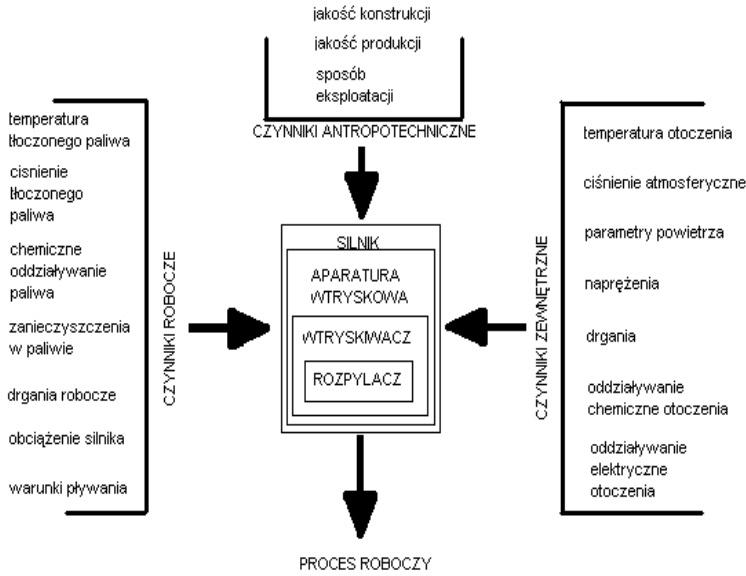 jakość konstrukcji
jakość produkcji
sposób
eksploatacji
CZYNNIKI ANTROPOTECHNICZNE
temperatura
tłoczonego paliwa
cisnienie
tłoczonego
paliwa
chemiczne
oddziaływanie
paliwa
zanieczyszczenia
w paliwie
drgania robocze
obciążenie silnika
warunki pływania
CZYNNIKI ROBOCZE
SILNIK
APARATURA
WTRYSKOWA
WTRYSKIWACZ
ROZPYLACZ
CZYNNIKI ZEWNĘTRZNE
temperatura otoczenia
ciśnienie atmosferyczne
parametry powietrza
naprężenia
drgania
oddziaływanie
chemiczne otoczenia
oddziaływanie
elektryczne
otoczenia
PROCES ROBOCZY